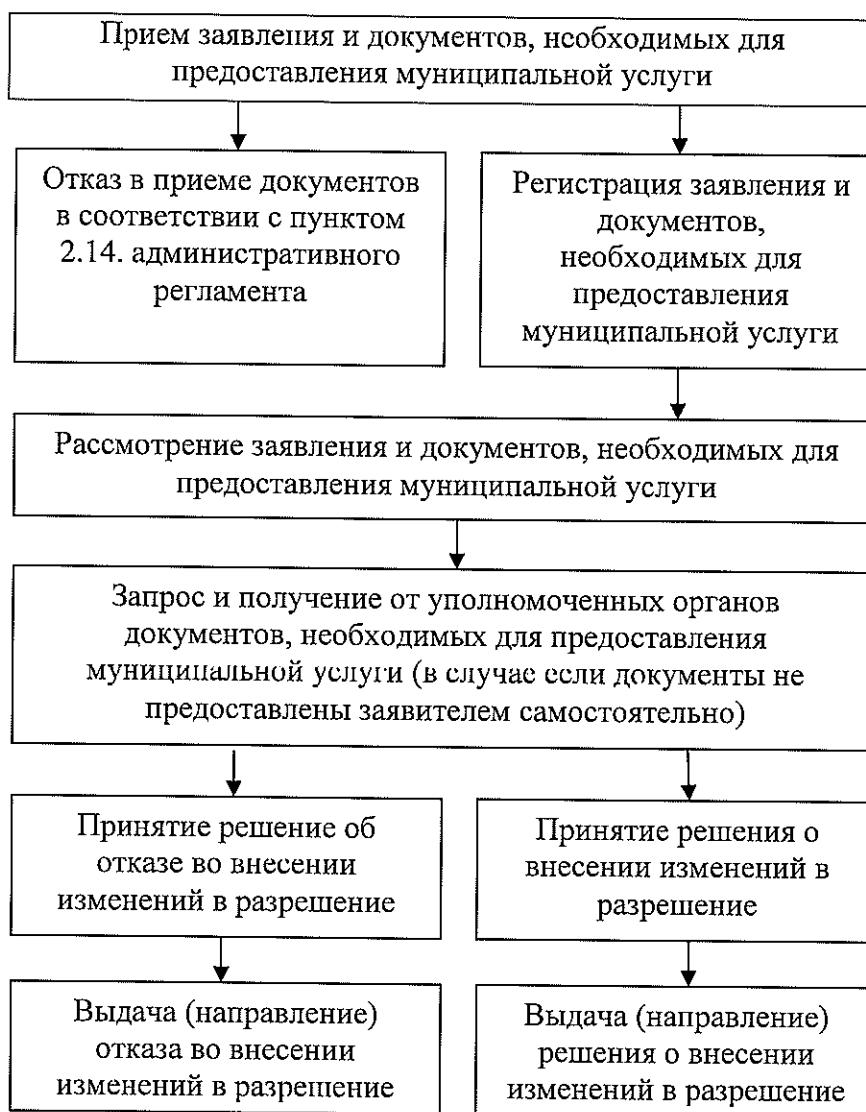 Прием заявления и документов, необходимых для
предоставления муниципальной услуги
Отказ в приеме документов
в соответствии с пунктом
2.14. административного
регламента
Регистрация заявления и
документов,
необходимых для
предоставления
муниципальной услуги
Рассмотрение заявления и документов, необходимых для
предоставления муниципальной услуги
Запрос и получение от уполномоченных органов
документов, необходимых для предоставления
муниципальной услуги (в случае если документы не
предоставлены заявителем самостоятельно)
Принятие решение об
отказе во внесении
изменений в разрешение
Принятие решения о
внесении изменений в
разрешение
Выдача (направление)
отказа во внесении
изменений в разрешение
Выдача (направление)
решения о внесении
изменений в разрешение